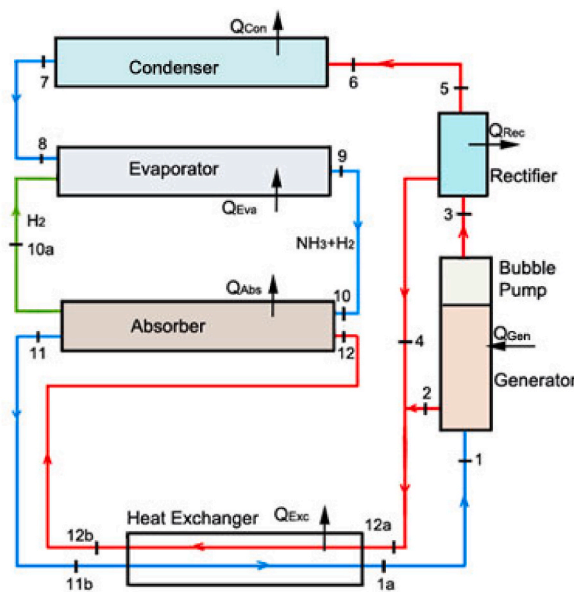 QCon
Condenser
7
6
5
8
Evaporator
9
QRec
Rectifier
QEva
H2
3
10a
NH3+H2
Bubble
Pump
QAbs
10
Absorber
11
12
QGen
4
Generator
2
1
Heat Exchanger
QExc
12a
12b
11b
1a